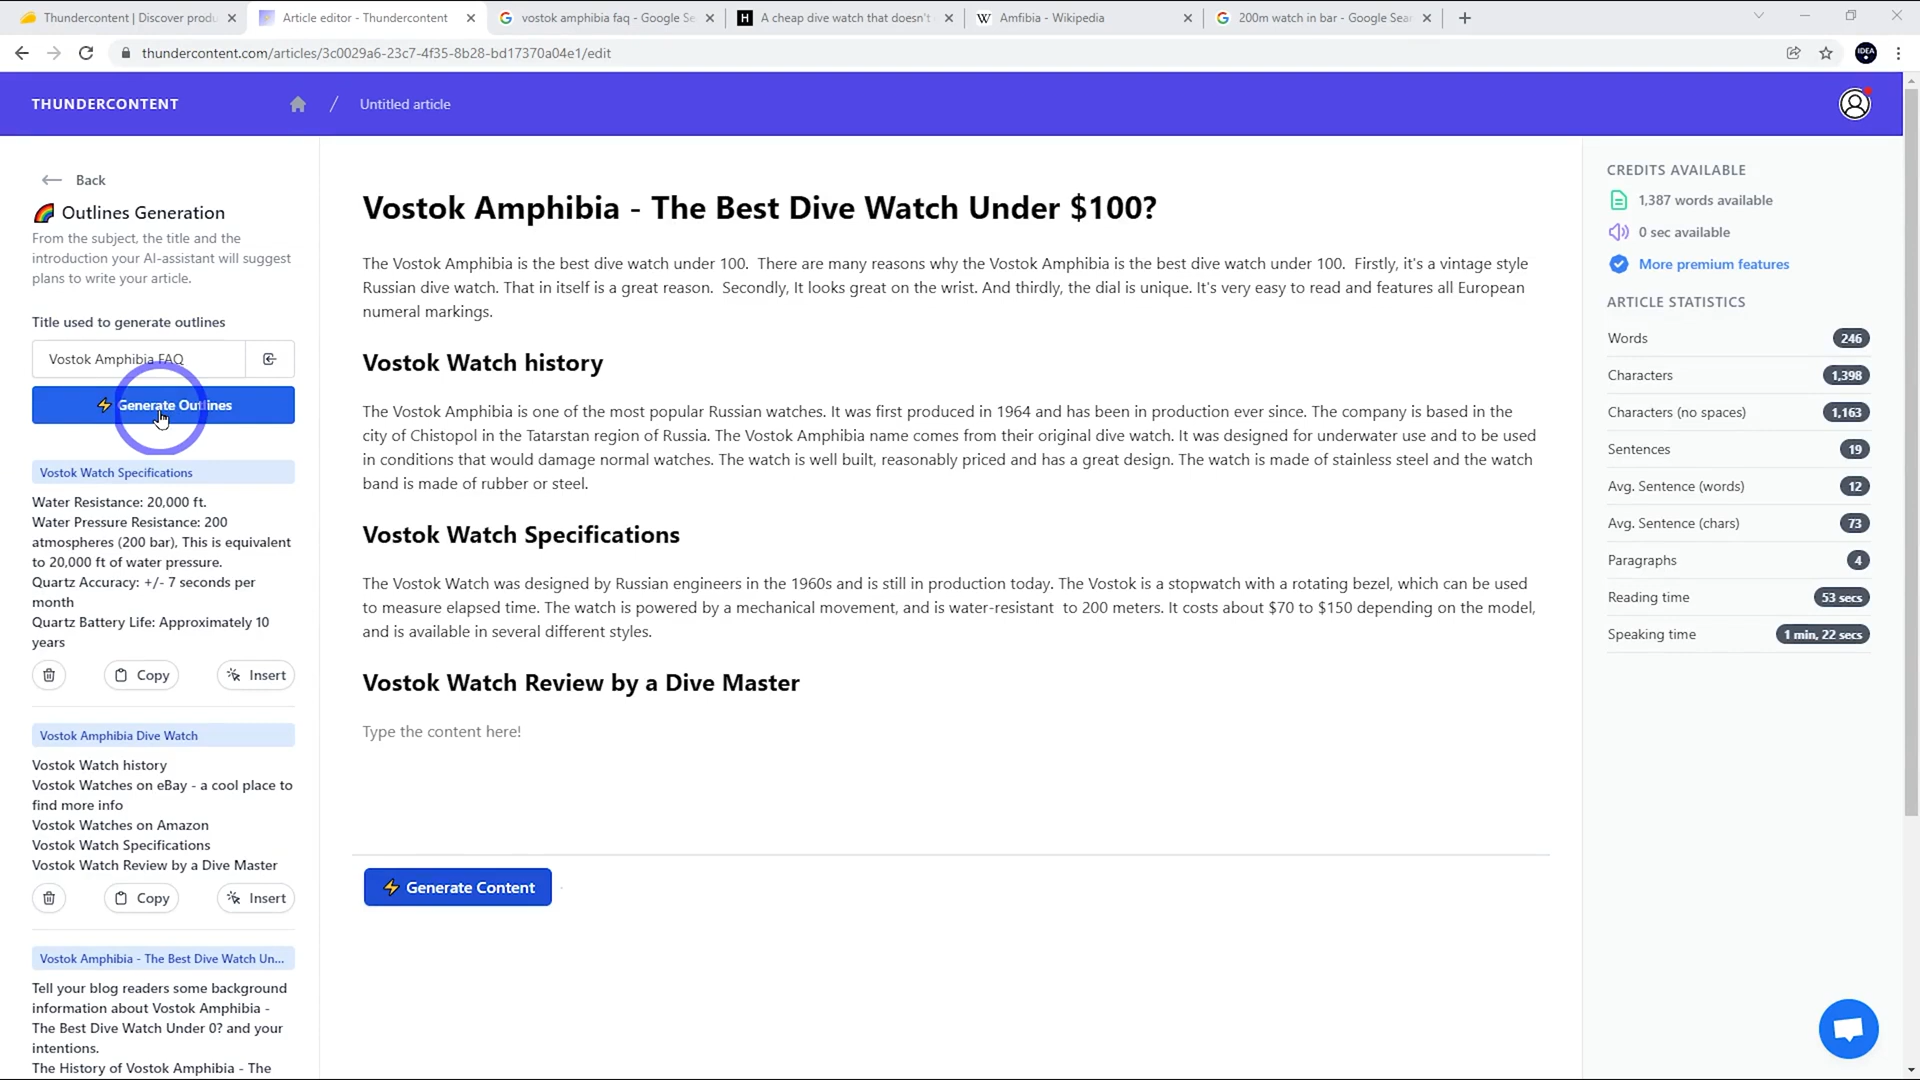 Thundercontent | Discover produ
Article editor - Thundercontent
vostok amphibia faq - Google Se
A cheap dive watch that doesn't
Amfibia - Wikipedia
200m watch in bar - Google Sear
thundercontent.com/articles/3c0029a6-23c7-4f35-8b28-bd17370a04e1/edit
IDEA
THUNDERCONTENT
/
Untitled article
Back
Outlines Generation
From the subject, the title and the
introduction your AI-assistant will suggest
plans to write your article.
Title used to generate outlines
Vostok Amphibia FAQ
Generate Outlines
Vostok Watch Specifications
Water Resistance: 20,000 ft.
Water Pressure Resistance: 200
atmospheres (200 bar), This is equivalent
to 20,000 ft of water pressure.
Quartz Accuracy: +/- 7 seconds per
month
Quartz Battery Life: Approximately 10
years
Copy
Insert
Vostok Amphibia Dive Watch
Vostok Watch history
Vostok Watches on eBay - a cool place to
find more info
Vostok Watches on Amazon
Vostok Watch Specifications
Vostok Watch Review by a Dive Master
Copy
Insert
Vostok Amphibia - The Best Dive Watch Un...
Tell your blog readers some background
information about Vostok Amphibia -
The Best Dive Watch Under 0? and your
intentions.
The History of Vostok Amphibia - The
Vostok Amphibia - The Best Dive Watch Under $100?
The Vostok Amphibia is the best dive watch under 100. There are many reasons why the Vostok Amphibia is the best dive watch under 100. Firstly, it's a vintage style
Russian dive watch. That in itself is a great reason. Secondly, It looks great on the wrist. And thirdly, the dial is unique. It's very easy to read and features all European
numeral markings.
Vostok Watch history
The Vostok Amphibia is one of the most popular Russian watches. It was first produced in 1964 and has been in production ever since. The company is based in the
city of Chistopol in the Tatarstan region of Russia. The Vostok Amphibia name comes from their original dive watch. It was designed for underwater use and to be used
in conditions that would damage normal watches. The watch is well built, reasonably priced and has a great design. The watch is made of stainless steel and the watch
band is made of rubber or steel.
Vostok Watch Specifications
The Vostok Watch was designed by Russian engineers in the 1960s and is still in production today. The Vostok is a stopwatch with a rotating bezel, which can be used
to measure elapsed time. The watch is powered by a mechanical movement, and is water-resistant to 200 meters. It costs about $70 to $150 depending on the model,
and is available in several different styles.
Vostok Watch Review by a Dive Master
Type the content here!
Generate Content
CREDITS AVAILABLE
1,387 words available
0 sec available
More premium features
ARTICLE STATISTICS
Words 246
Characters 1,398
Characters (no spaces) 1,163
Sentences 19
Avg. Sentence (words) 12
Avg. Sentence (chars) 73
Paragraphs 4
Reading time 53 secs
Speaking time 1 min, 22 secs